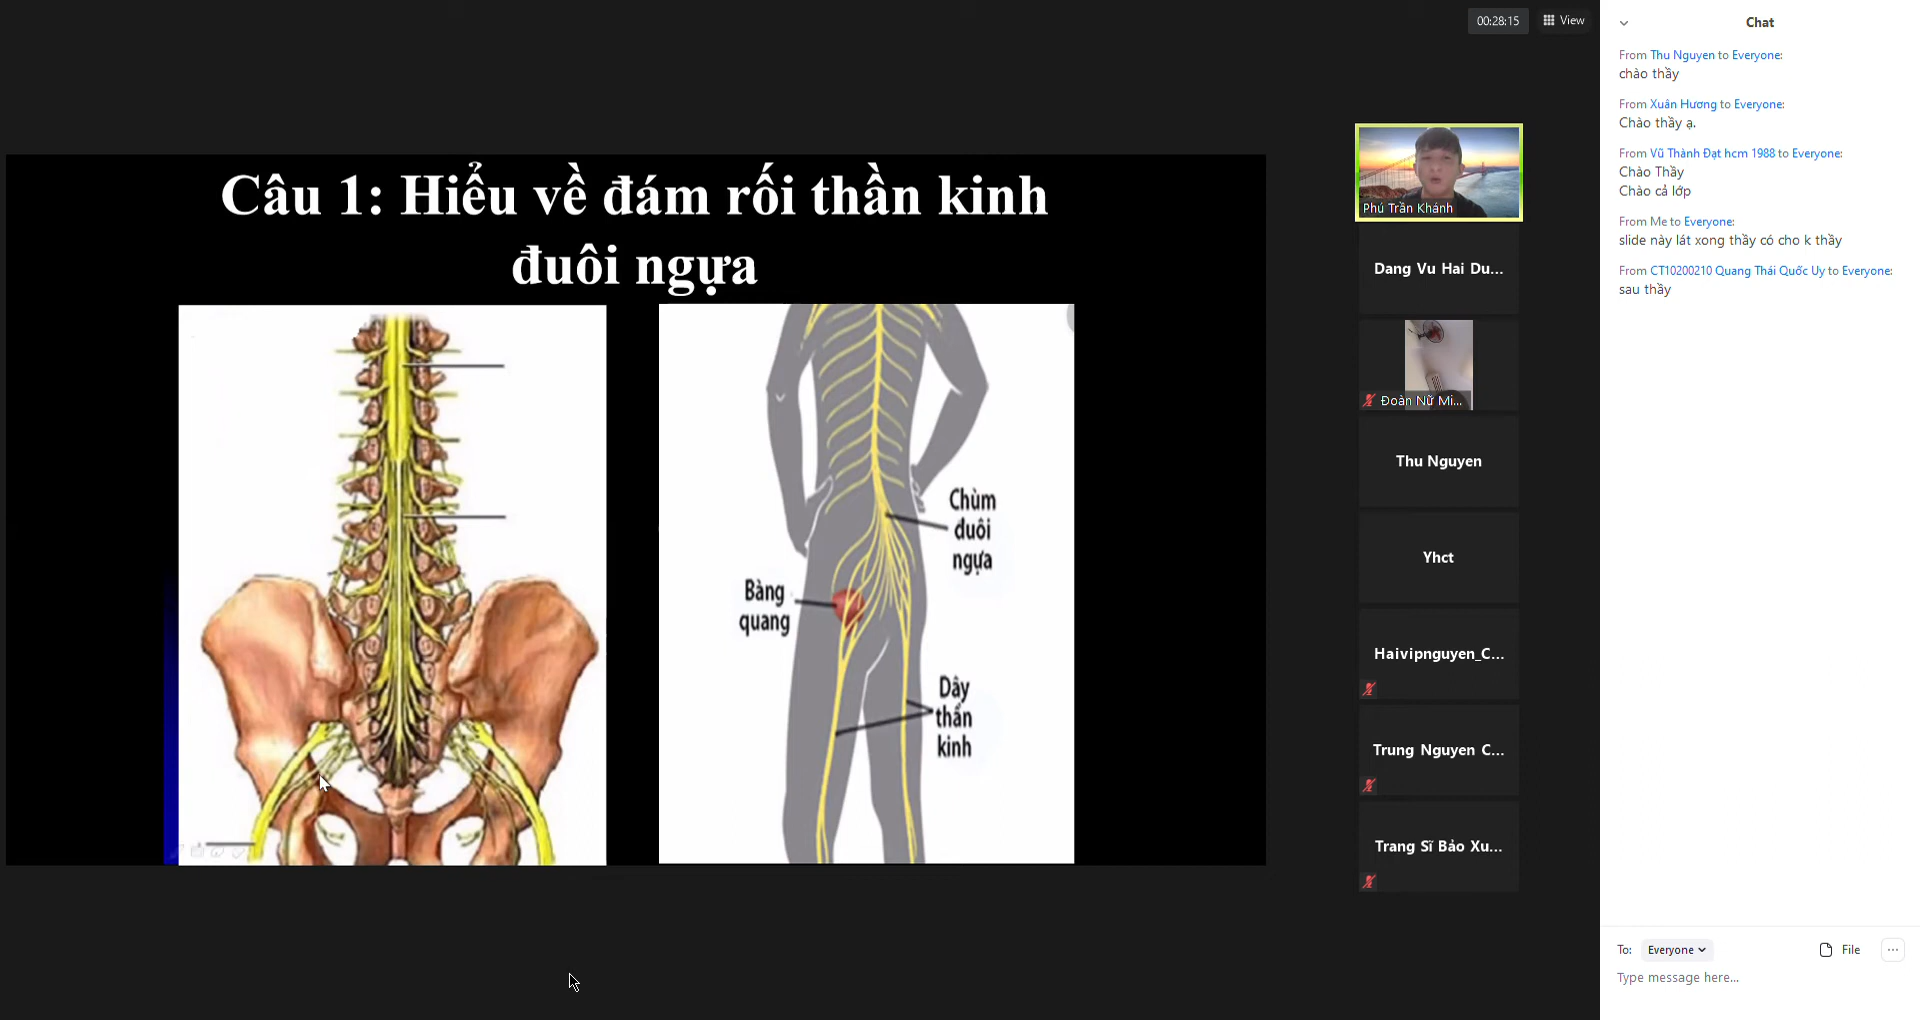 00:28:15
View
Câu 1: Hiểu về đám rối thần kinh
đuôi ngựa
Chùm
đuôi
ngựa
Bàng
quang
Dây
thần
kinh
Phú Trần Khánh
Dang Vu Hai Du...
Đoàn Nữ Mi...
Thu Nguyen
Yhct
Haivipnguyen_C...
Trung Nguyen C...
Trang Sĩ Bảo Xu...
Chat
From Thu Nguyen to Everyone:
chào thầy
From Xuân Hương to Everyone:
Chào thầy ạ.
From Vũ Thành Đạt hcm 1988 to Everyone:
Chào Thầy
Chào cả lớp
From Me to Everyone:
slide này lát xong thầy có cho k thầy
From CT10200210 Quang Thái Quốc Uy to Everyone:
sau thầy
To: Everyone
File
Type message here...